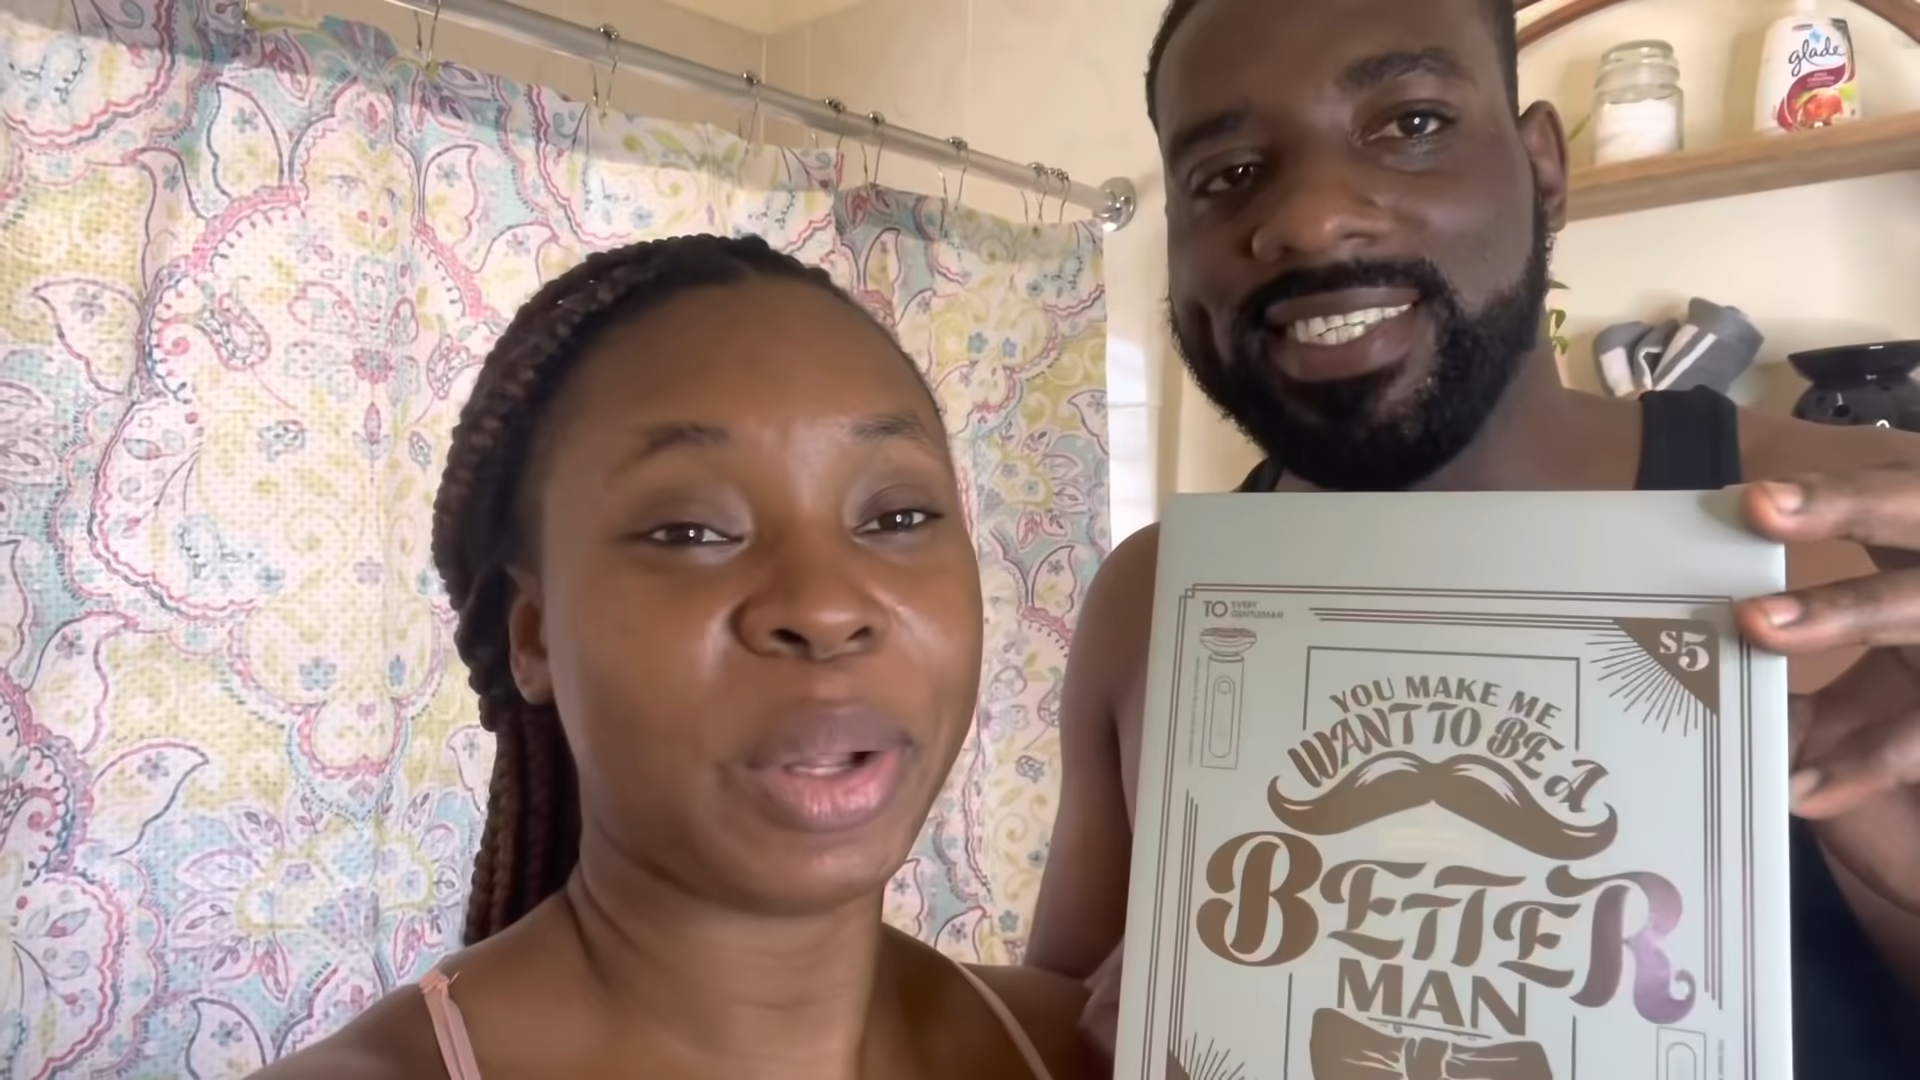 glade
TO EVERY
GENTLEMAN
$5
YOU MAKE ME
WANT TO BE A
BETTER
MAN